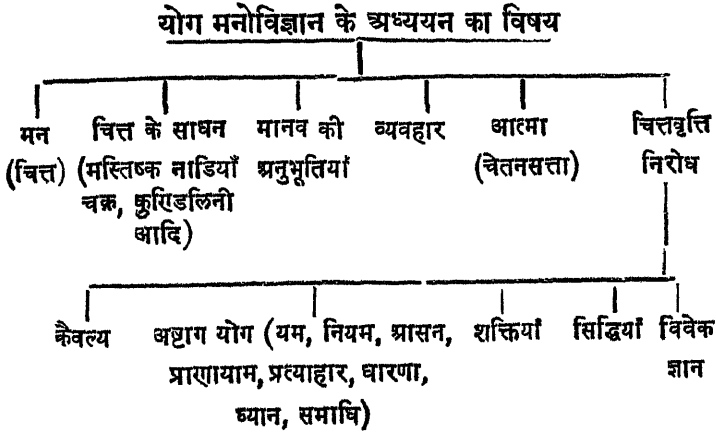 योग मनोविज्ञान के अध्ययन का विषय
मन चित्त के साधन मानव की व्यवहार आत्मा चित्तवृत्ति
(चित्त) (मस्तिष्क नाडियाँ अनुभूतियां (चेतनसत्ता) निरोध
चक्र, कुण्डिलिनी
आदि)
कैवल्य अष्टाग योग (यम, नियम, आसन, शक्तियां सिद्धियाँ विवेक
प्राणायाम, प्रत्याहार, धारणा, ज्ञान
ध्यान, समाधि)